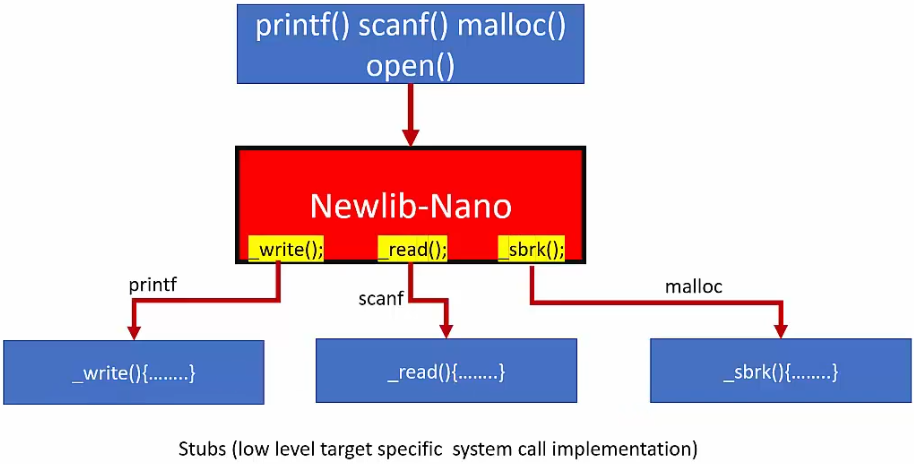 printf() scanf() malloc()
open()
Newlib-Nano
_write();
_read();
_sbrk();
printf
scanf
malloc
_write(){........}
_read(){........}
_sbrk(){........}
Stubs (low level target specific system call implementation)